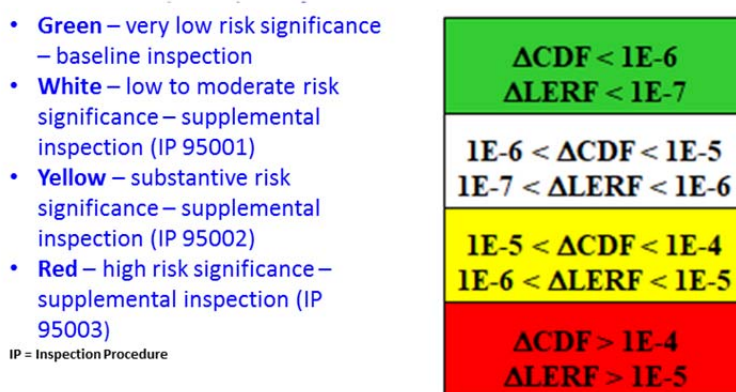 • Green – very low risk significance
– baseline inspection
• White – low to moderate risk
significance – supplemental
inspection (IP 95001)
• Yellow – substantive risk
significance – supplemental
inspection (IP 95002)
• Red – high risk significance –
supplemental inspection (IP
95003)
IP = Inspection Procedure
ΔCDF < 1E-6
ΔLERF < 1E-7
1E-6 < ΔCDF < 1E-5
1E-7 < ΔLERF < 1E-6
1E-5 < ΔCDF < 1E-4
1E-6 < ΔLERF < 1E-5
ΔCDF > 1E-4
ΔLERF > 1E-5